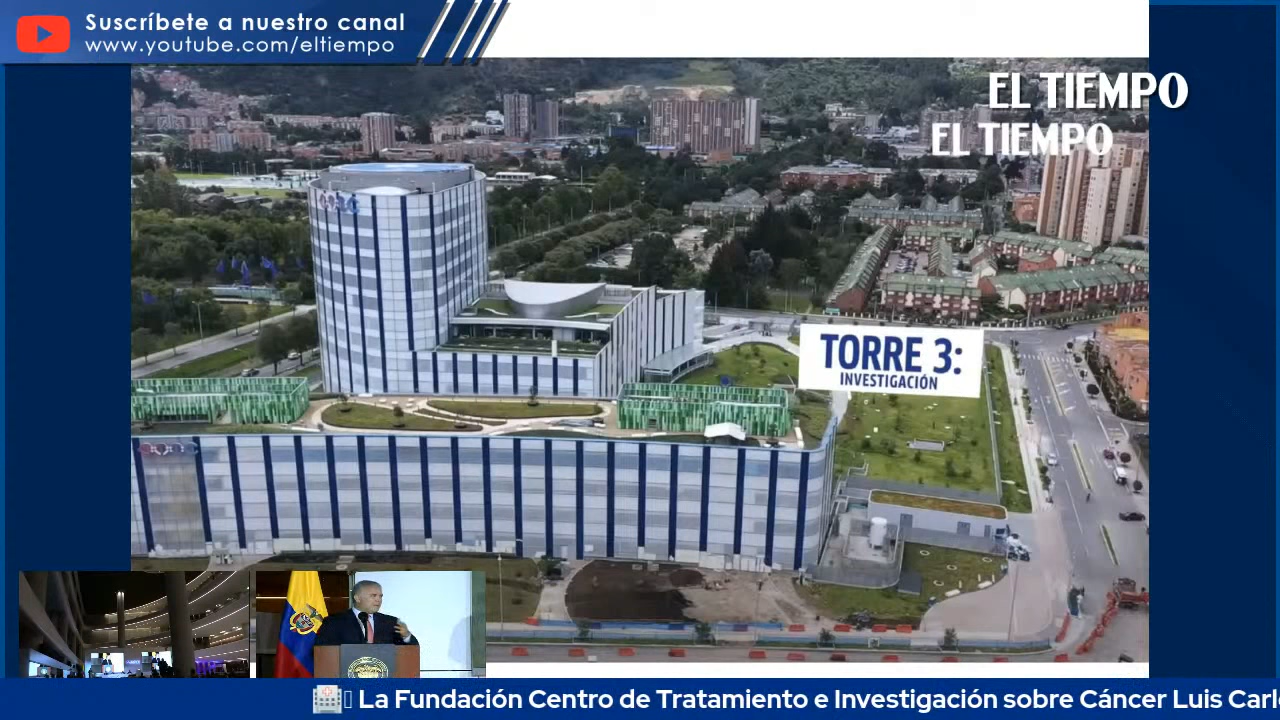 Suscríbete a nuestro canal
www.youtube.com/eltiempo
EL TIEMPO
EL TIEMPO
CTIC
TORRE 3:
INVESTIGACIÓN
La Fundación Centro de Tratamiento e Investigación sobre Cáncer Luis Carl